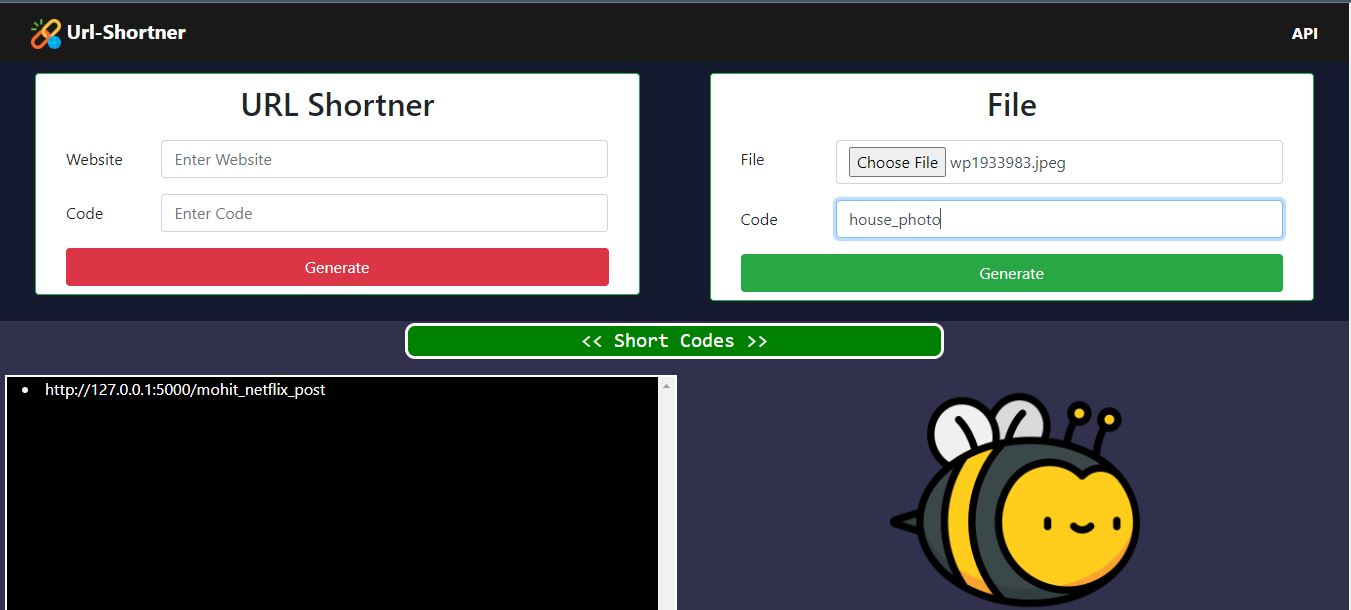 Url-Shortner
API
URL Shortner
Website
Enter Website
Code
Enter Code
Generate
File
File
Choose File wp1933983.jpeg
Code
house_photo
Generate
<< Short Codes >>
http://127.0.0.1:5000/mohit_netflix_post